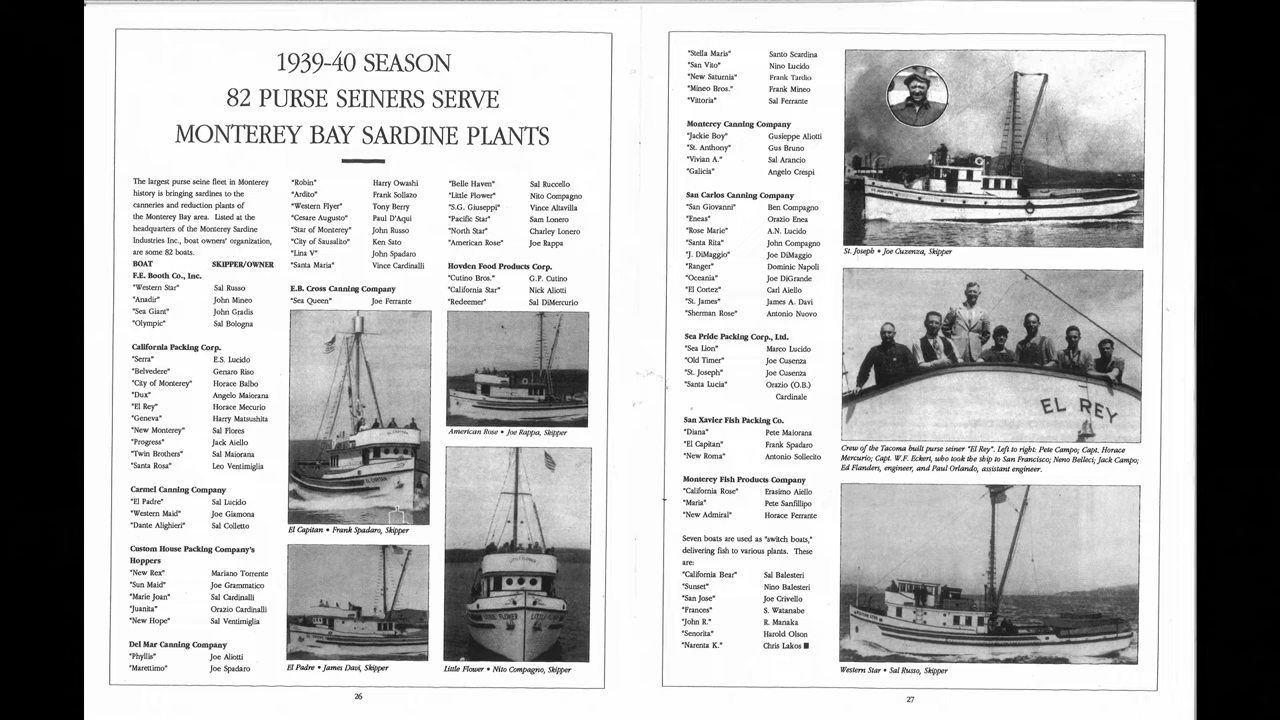 1939-40 SEASON
82 PURSE SEINERS SERVE
MONTEREY BAY SARDINE PLANTS
The largest purse seine fleet in Monterey
history is bringing sardines to the
canneries and reduction plants of
the Monterey Bay area. Listed at the
headquarters of the Monterey Sardine
Industries Inc., boat owners' organization,
are some 82 boats.
BOAT SKIPPER/OWNER
F.E. Booth Co., Inc.
"Western Star" Sal Russo
"Anadir" John Mineo
"Sea Giant" John Gradis
"Olympic" Sal Bologna
California Packing Corp.
"Serra" E.S. Lucido
"Belvedere" Genaro Riso
"City of Monterey" Horace Balbo
"Dux" Angelo Maiorana
"El Rey" Horace Mecurio
"Geneva" Harry Matsushita
"New Monterey" Sal Flores
"Progress" Jack Aiello
"Twin Brothers" Sal Maiorana
"Santa Rosa" Leo Ventimiglia
Carmel Canning Company
"El Padre" Sal Lucido
"Western Maid" Joe Giamona
"Dante Alighieri" Sal Colletto
Custom House Packing Company's
Hoppers
"New Rex" Mariano Torrente
"Sun Maid" Joe Grammatico
"Marie Joan" Sal Cardinalli
"Juanita" Orazio Cardinalli
"New Hope" Sal Ventimiglia
Del Mar Canning Company
"Phyllis" Joe Aliotti
"Marettimo" Joe Spadaro
"Robin" Harry Owashi
"Ardito" Frank Sollazo
"Western Flyer" Tony Berry
"Cesare Augusto" Paul D'Aqui
"Star of Monterey" John Russo
"City of Sausalito" Ken Sato
"Lina V" John Spadaro
"Santa Maria" Vince Cardinalli
E.B. Cross Canning Company
"Sea Queen" Joe Ferrante
El Capitan • Frank Spadaro, Skipper
El Padre • James Davi, Skipper
"Belle Haven" Sal Ruccello
"Little Flower" Nito Compagno
"S.G. Giuseppi" Vince Altavilla
"Pacific Star" Sam Lonero
"North Star" Charley Lonero
"American Rose" Joe Rappa
Hovden Food Products Corp.
"Cutino Bros." G.P. Cutino
"California Star" Nick Aliotti
"Redeemer" Sal DiMercurio
American Rose • Joe Rappa, Skipper
Little Flower • Nito Compagno, Skipper
26
"Stella Maris" Santo Scardina
"San Vito" Nino Lucido
"New Saturnia" Frank Tardio
"Mineo Bros." Frank Mineo
"Vittoria" Sal Ferrante
Monterey Canning Company
"Jackie Boy" Gusieppe Aliotti
"St. Anthony" Gus Bruno
"Vivian A." Sal Arancio
"Galicia" Angelo Crespi
San Carlos Canning Company
"San Giovanni" Ben Compagno
"Eneas" Orazio Enea
"Rose Marie" A.N. Lucido
"Santa Rita" John Compagno
"J. DiMaggio" Joe DiMaggio
"Ranger" Dominic Napoli
"Oceania" Joe DiGrande
"El Cortez" Carl Aiello
"St. James" James A. Davi
"Sherman Rose" Antonio Nuovo
Sea Pride Packing Corp., Ltd.
"Sea Lion" Marco Lucido
"Old Timer" Joe Cusenza
"St. Joseph" Joe Cusenza
"Santa Lucia" Orazio (O.B.)
Cardinale
San Xavier Fish Packing Co.
"Diana" Pete Maiorana
"El Capitan" Frank Spadaro
"New Roma" Antonio Sollecito
Monterey Fish Products Company
"California Rose" Erasimo Aiello
"Maria" Pete Sanfilippo
"New Admiral" Horace Ferrante
Seven boats are used as "switch boats,"
delivering fish to various plants. These
are:
"California Bear" Sal Balesteri
"Sunset" Nino Balesteri
"San Jose" Joe Crivello
"Frances" S. Watanabe
"John R." R. Manaka
"Senorita" Harold Olson
"Narenta K." Chris Lakos
St. Joseph • Joe Cuzenza, Skipper
EL REY
Crew of the Tacoma built purse seiner "El Rey". Left to right: Pete Campo; Capt. Horace
Mercurio; Capt. W.F. Eckert, who took the ship to San Francisco; Neno Belleci; Jack Campo;
Ed Flanders, engineer, and Paul Orlando, assistant engineer.
Western Star • Sal Russo, Skipper
27